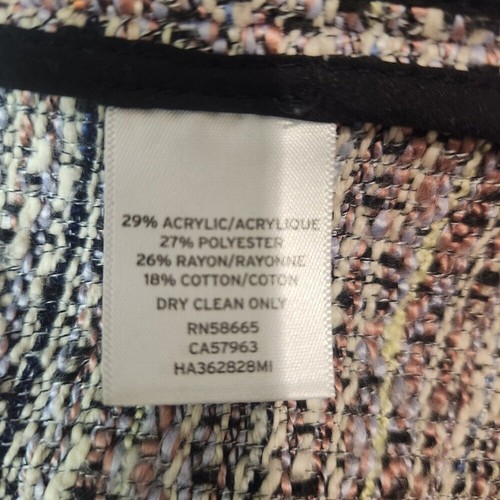 29% ACRYLIC/ACRYLIQUE
27% POLYESTER
26% RAYON/RAYONNE
18% COTTON/COTON
DRY CLEAN ONLY
RN58665
CA57963
HA362828MI